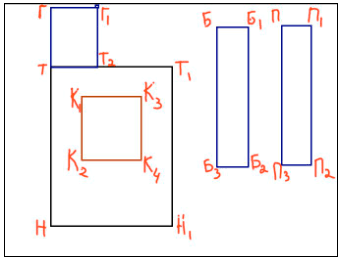 Г Г₁ Б Б₁ П П₁
Т Т₂ Т₁
К₁ К₃
К₂ К₄ Б₃ Б₂ П₃ П₂
Н Н₁